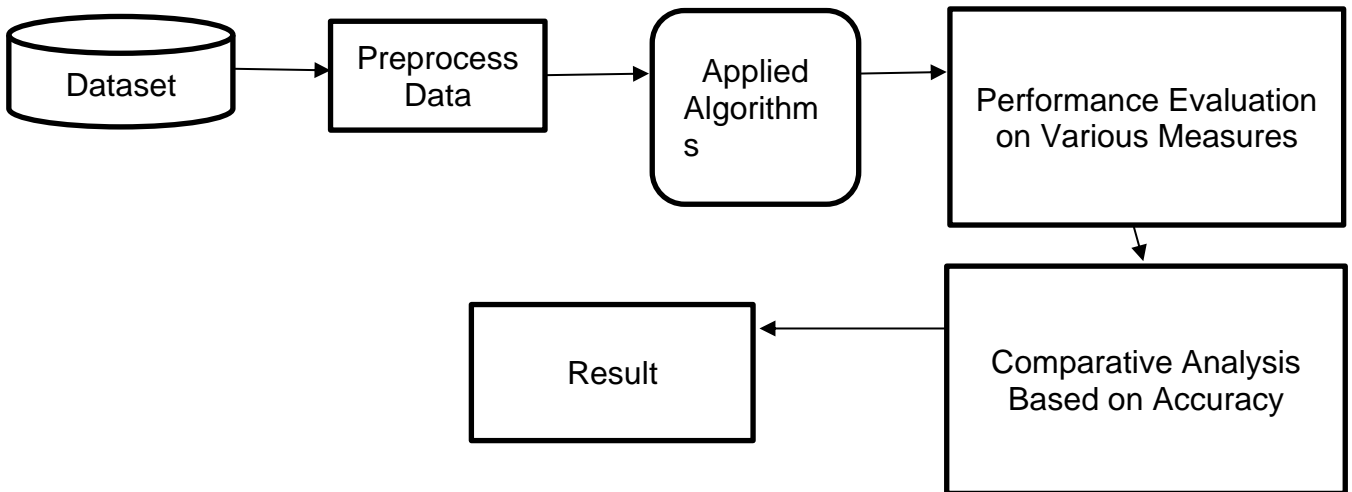 Dataset
Preprocess
Data
Applied
Algorithm
s
Performance Evaluation
on Various Measures
Comparative Analysis
Based on Accuracy
Result